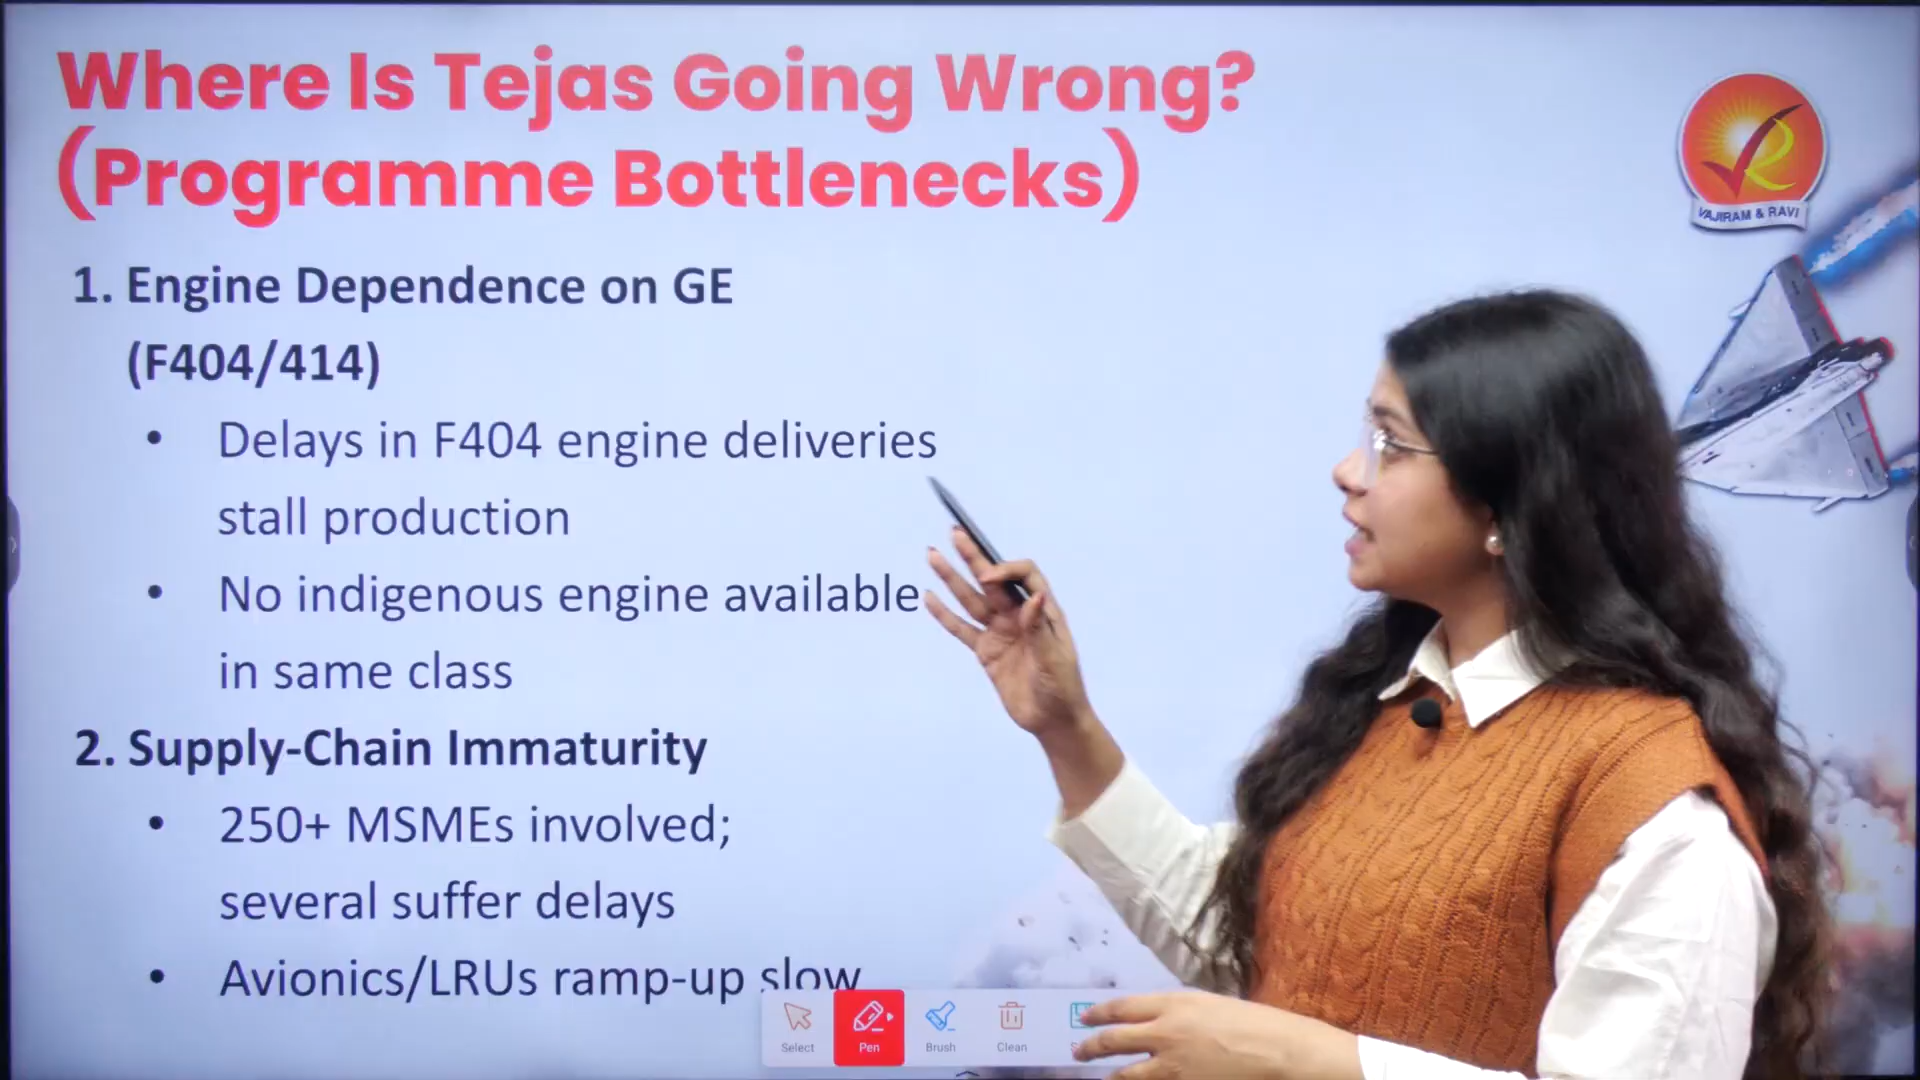 Where Is Tejas Going Wrong?
(Programme Bottlenecks)
VAJIRAM & RAVI
1. Engine Dependence on GE
(F404/414)
• Delays in F404 engine deliveries
stall production
• No indigenous engine available
in same class
2. Supply-Chain Immaturity
• 250+ MSMEs involved;
several suffer delays
• Avionics/LRUs ramp-up slow
Select
Pen
Brush
Clean